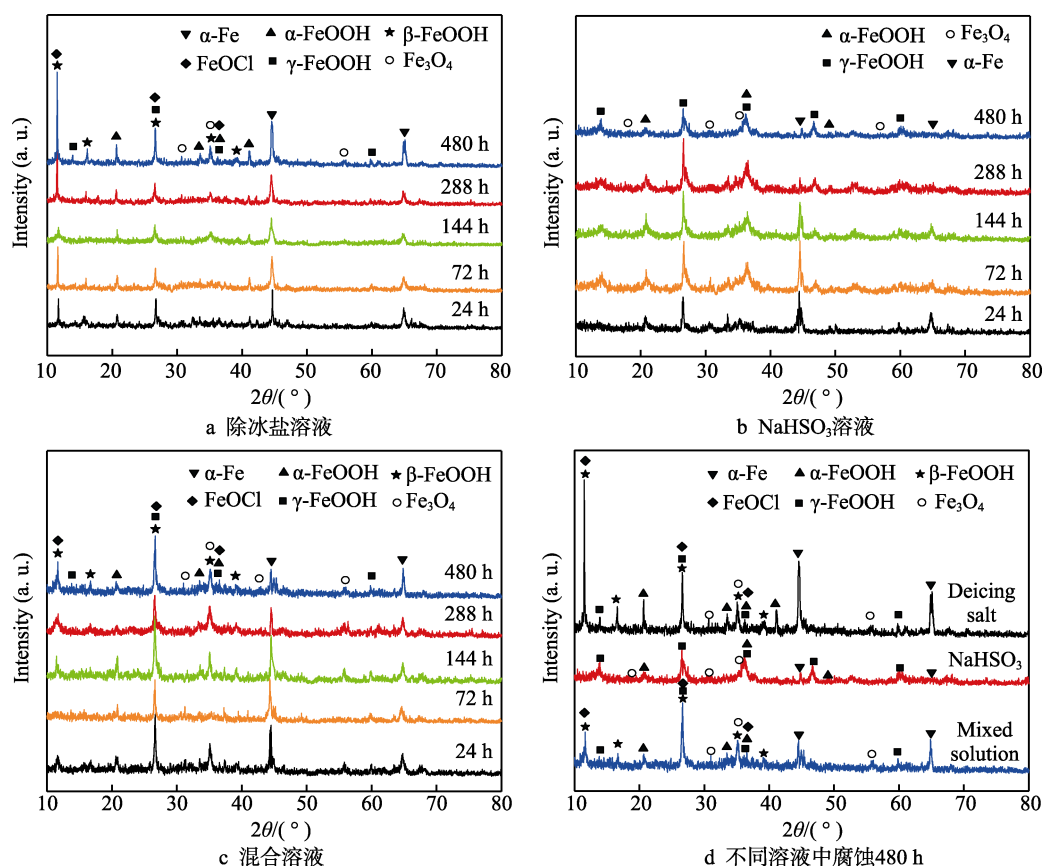 α-Fe α-FeOOH β-FeOOH
FeOCl γ-FeOOH Fe₃O₄
480 h
288 h
144 h
72 h
24 h
Intensity (a. u.)
10 20 30 40 50 60 70 80
2θ/(°)
a 除冰盐溶液
α-FeOOH Fe₃O₄
γ-FeOOH α-Fe
480 h
288 h
144 h
72 h
24 h
Intensity (a. u.)
10 20 30 40 50 60 70 80
2θ/(°)
b NaHSO₃溶液
α-Fe α-FeOOH β-FeOOH
FeOCl γ-FeOOH Fe₃O₄
480 h
288 h
144 h
72 h
24 h
Intensity (a. u.)
10 20 30 40 50 60 70 80
2θ/(°)
c 混合溶液
α-Fe α-FeOOH β-FeOOH
FeOCl γ-FeOOH Fe₃O₄
Deicing
salt
NaHSO₃
Mixed
solution
Intensity (a. u.)
10 20 30 40 50 60 70 80
2θ/(°)
d 不同溶液中腐蚀480 h